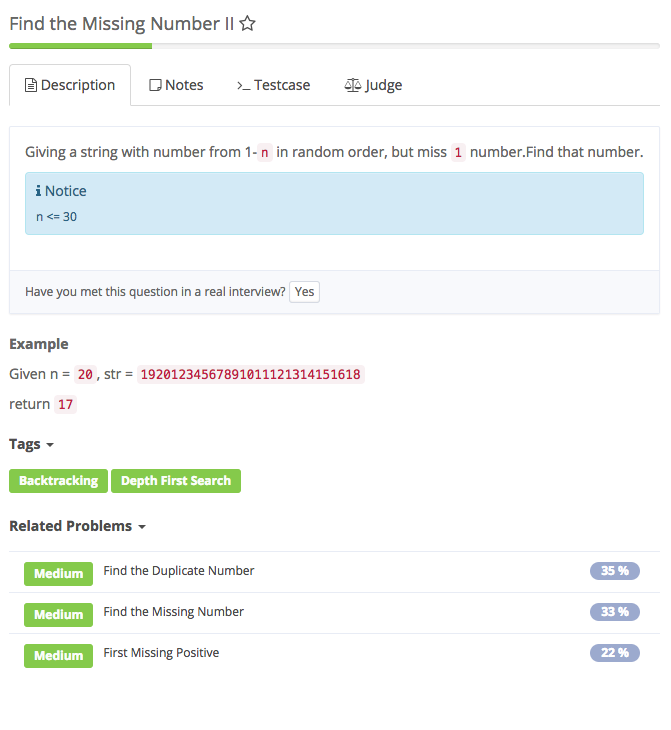 Find the Missing Number II
Description Notes Testcase Judge
Giving a string with number from 1- n in random order, but miss 1 number.Find that number.
Notice
n <= 30
Have you met this question in a real interview? Yes
Example
Given n = 20 , str = 19201234567891011121314151618
return 17
Tags
Backtracking Depth First Search
Related Problems
Medium Find the Duplicate Number 35 %
Medium Find the Missing Number 33 %
Medium First Missing Positive 22 %